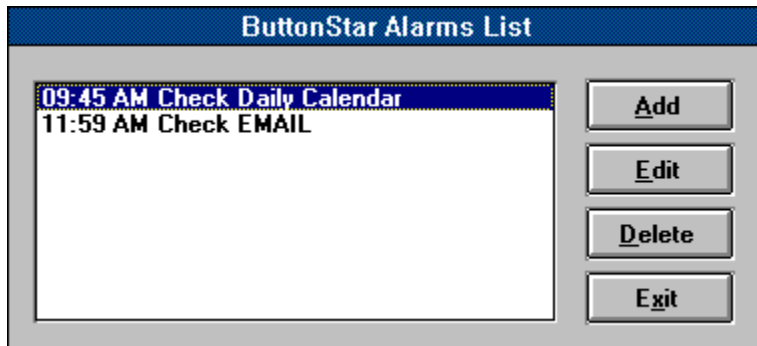 ButtonStar Alarms List
09:45 AM Check Daily Calendar
11:59 AM Check EMAIL
Add
Edit
Delete
Exit